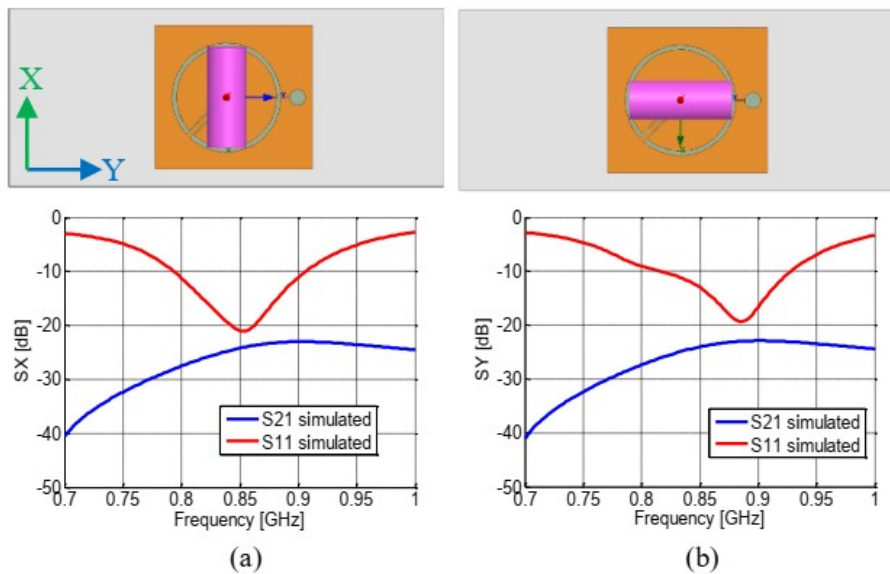 X
Y
0
-10
-20
-30
-40
-50
SX [dB]
S21 simulated
S11 simulated
0.7
0.75
0.8
0.85
0.9
0.95
1
Frequency [GHz]
(a)
0
-10
-20
-30
-40
-50
SY [dB]
S21 simulated
S11 simulated
0.7
0.75
0.8
0.85
0.9
0.95
1
Frequency [GHz]
(b)